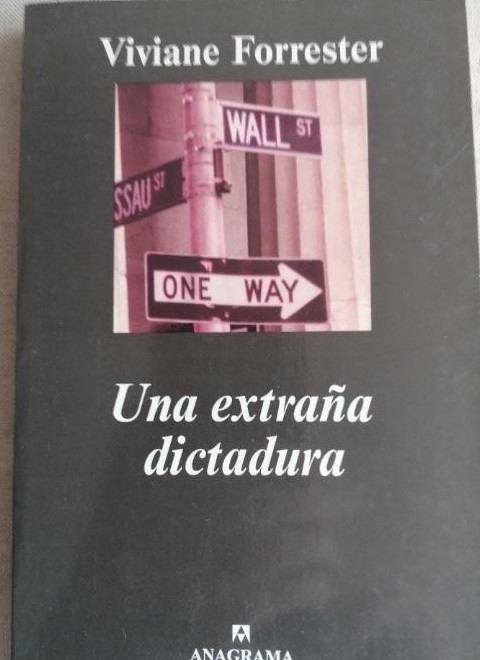 Viviane Forrester
WALL ST
SSAU ST
ONE WAY
Una extraña
dictadura
ANAGRAMA